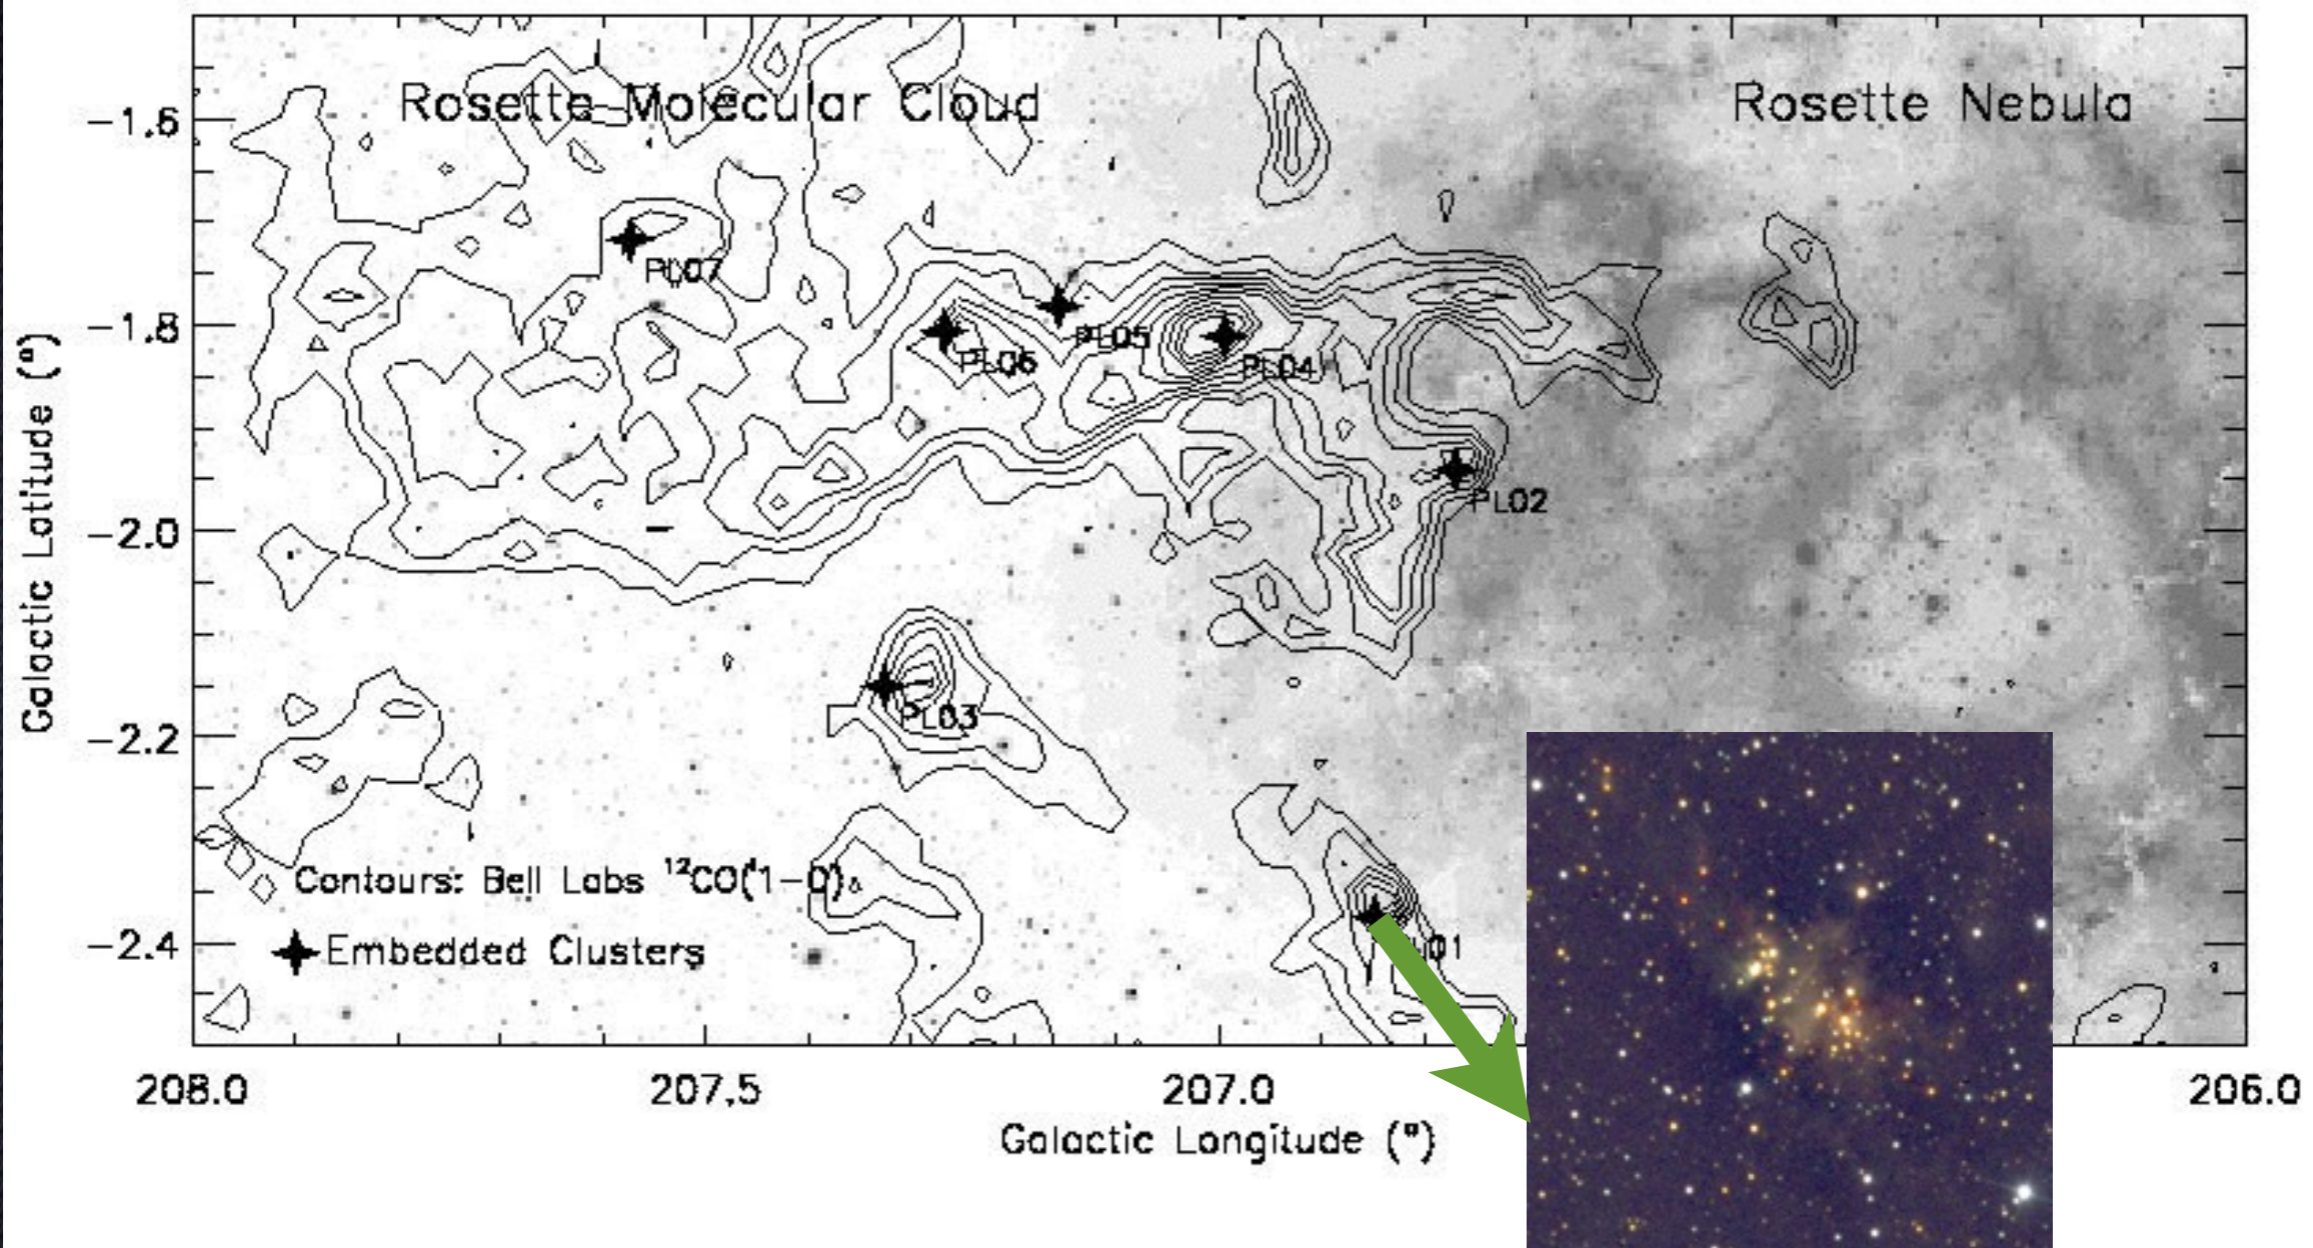 Rosette Molecular Cloud
Rosette Nebula
−1.6
−1.8
−2.0
−2.2
−2.4
Galactic Latitude (°)
PL07
PL05
PL06
PL04
PL02
PL03
Contours: Bell Labs ¹²CO(1−0)
Embedded Clusters
208.0
207.5
207.0
206.0
Galactic Longitude (°)